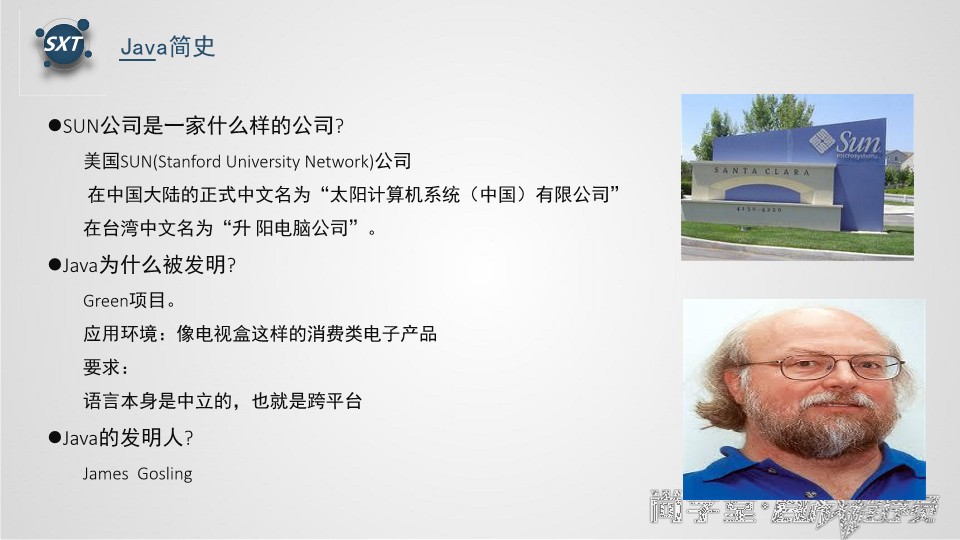 SXT
Java简史
●SUN公司是一家什么样的公司?
美国SUN(Stanford University Network)公司
在中国大陆的正式中文名为“太阳计算机系统（中国）有限公司”
在台湾中文名为“升 阳电脑公司”。
●Java为什么被发明?
Green项目。
应用环境：像电视盒这样的消费类电子产品
要求：
语言本身是中立的，也就是跨平台
●Java的发明人?
James Gosling
Sun
microsystems
SANTA CLARA
尚学堂